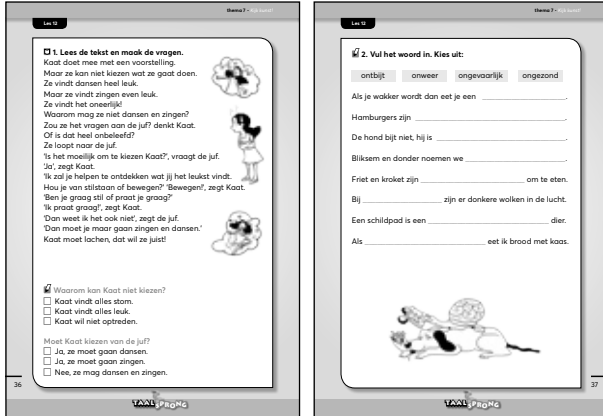 thema 7 - Kijk kunst!
Les 12
1. Lees de tekst en maak de vragen.
Kaat doet mee met een voorstelling.
Maar ze kan niet kiezen wat ze gaat doen.
Ze vindt dansen heel leuk.
Maar ze vindt zingen even leuk.
Ze vindt het oneerlijk!
Waarom mag ze niet dansen en zingen?
Zou ze het vragen aan de juf? denkt Kaat.
Of is dat heel onbeleefd?
Ze loopt naar de juf.
'Is het moeilijk om te kiezen Kaat?', vraagt de juf.
'Ja', zegt Kaat.
'Ik zal je helpen te ontdekken wat jij het leukst vindt.
Hou je van stilstaan of bewegen?' 'Bewegen!', zegt Kaat.
'Ben je graag stil of praat je graag?'
'Ik praat graag!', zegt Kaat.
'Dan weet ik het ook niet', zegt de juf.
'Dan moet je maar gaan zingen en dansen.'
Kaat moet lachen, dat wil ze juist!
Waarom kan Kaat niet kiezen?
Kaat vindt alles stom.
Kaat vindt alles leuk.
Kaat wil niet optreden.
Moet Kaat kiezen van de juf?
Ja, ze moet gaan dansen.
Ja, ze moet gaan zingen.
Nee, ze mag dansen en zingen.
36
TAALSPRONG
thema 7 - Kijk kunst!
Les 12
2. Vul het woord in. Kies uit:
ontbijt onweer ongevaarlijk ongezond
Als je wakker wordt dan eet je een ______.
Hamburgers zijn ______.
De hond bijt niet, hij is ______.
Bliksem en donder noemen we ______.
Friet en kroket zijn ______ om te eten.
Bij ______ zijn er donkere wolken in de lucht.
Een schildpad is een ______ dier.
Als ______ eet ik brood met kaas.
37
TAALSPRONG